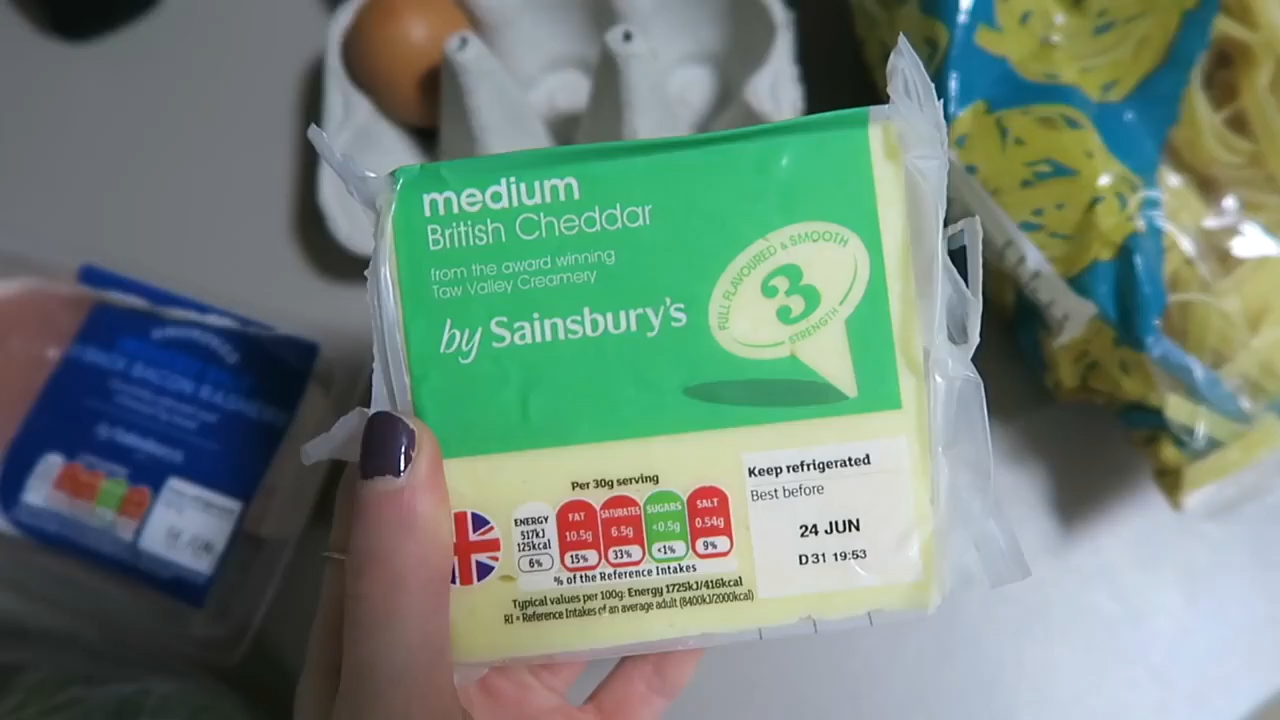 medium
British Cheddar
from the award winning
Taw Valley Creamery
by Sainsbury's
FULL FLAVOURED & SMOOTH
3
STRENGTH
Per 30g serving
ENERGY
517kJ
125kcal
6%
FAT
10.5g
15%
SATURATES
6.5g
33%
SUGARS
<0.5g
<1%
SALT
0.54g
9%
% of the Reference Intakes
Typical values per 100g: Energy 1725kJ/416kcal
RI = Reference Intakes of an average adult (8400kJ/2000kcal)
Keep refrigerated
Best before
24 JUN
D31 19:53
BACON